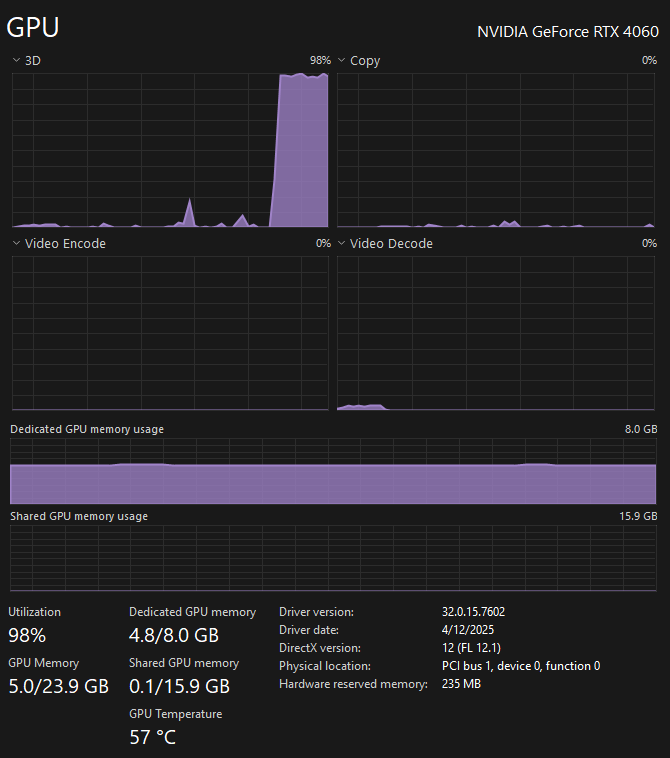 GPU
NVIDIA GeForce RTX 4060
3D 98%
Copy 0%
Video Encode 0%
Video Decode 0%
Dedicated GPU memory usage 8.0 GB
Shared GPU memory usage 15.9 GB
Utilization
98%
GPU Memory
5.0/23.9 GB
Dedicated GPU memory
4.8/8.0 GB
Shared GPU memory
0.1/15.9 GB
GPU Temperature
57 °C
Driver version: 32.0.15.7602
Driver date: 4/12/2025
DirectX version: 12 (FL 12.1)
Physical location: PCI bus 1, device 0, function 0
Hardware reserved memory: 235 MB